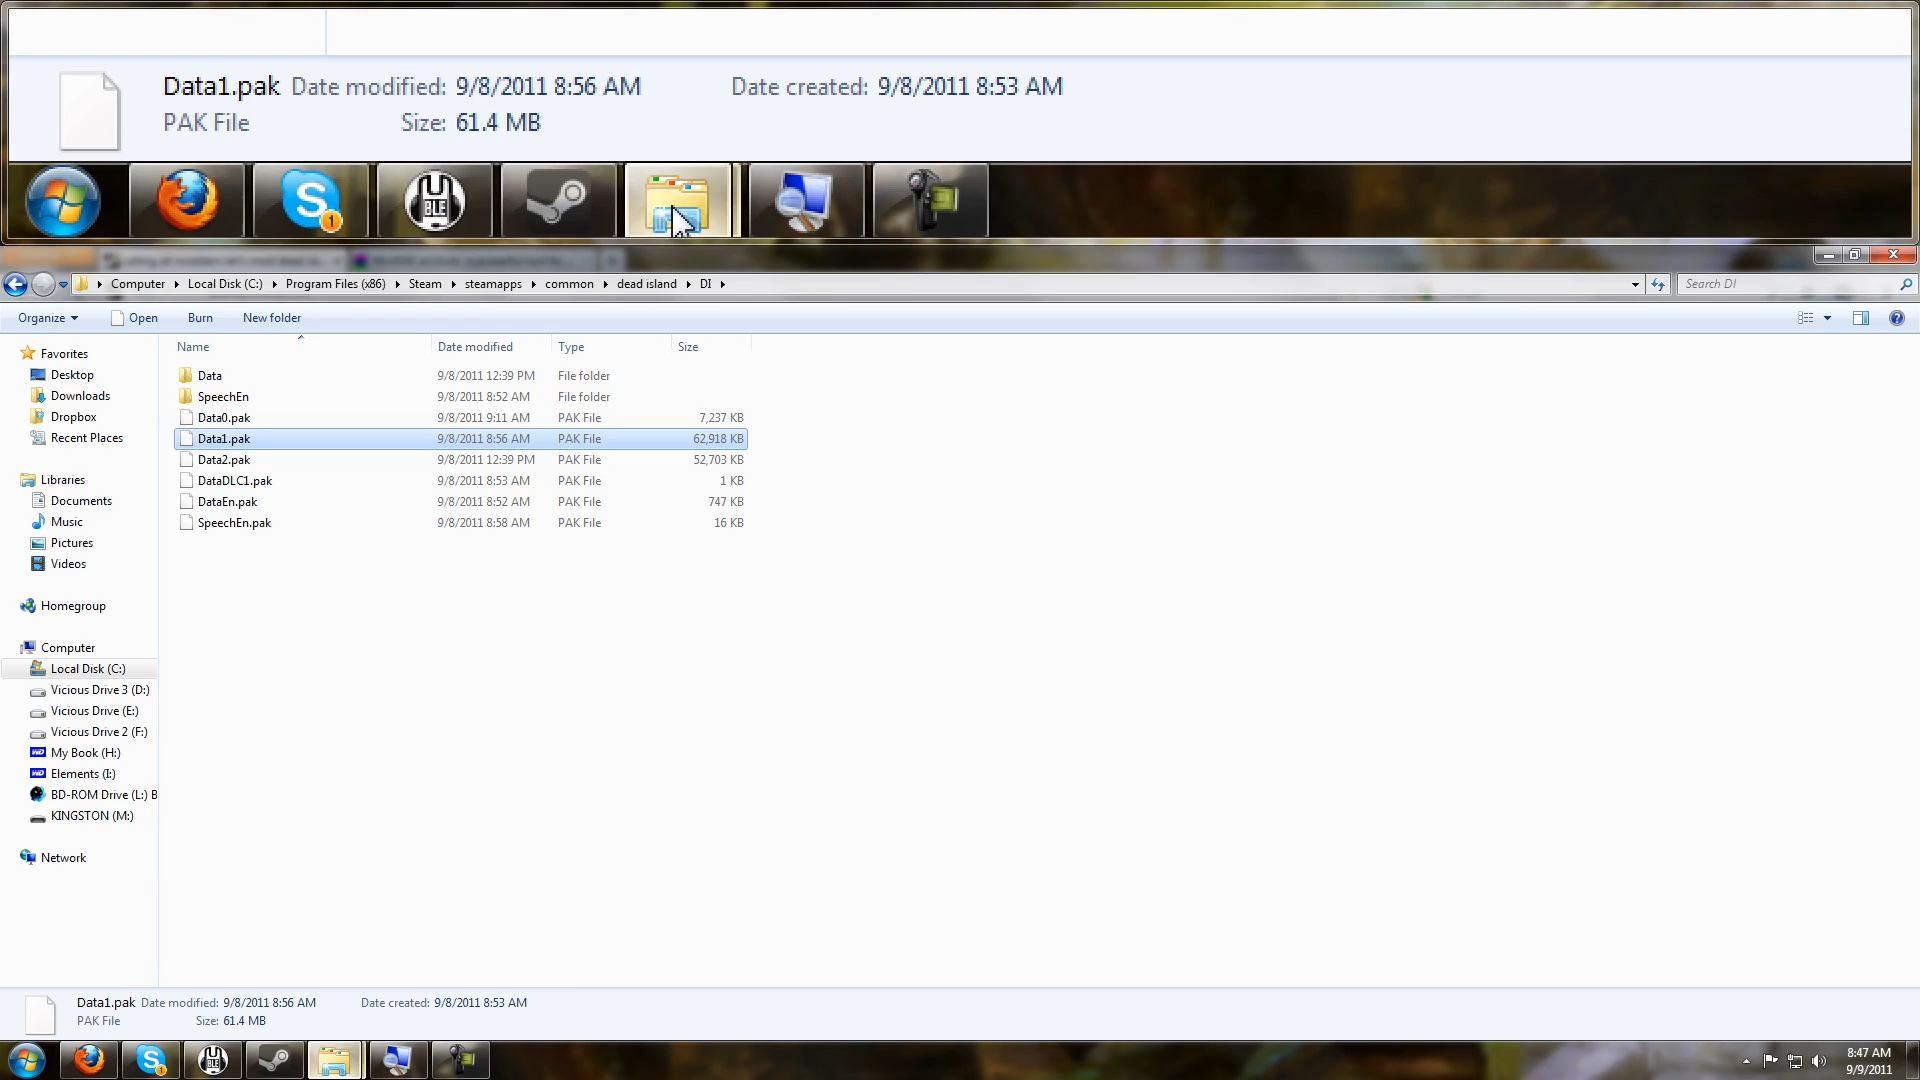 Data1.pak Date modified: 9/8/2011 8:56 AM Date created: 9/8/2011 8:53 AM
PAK File Size: 61.4 MB
S 1 BLE
Computer Local Disk (C:) Program Files (x86) Steam steamapps common dead island DI Search DI
Organize Open Burn New folder
Name Date modified Type Size
Favorites
Desktop
Downloads
Dropbox
Recent Places
Libraries
Documents
Music
Pictures
Videos
Homegroup
Computer
Local Disk (C:)
Vicious Drive 3 (D:)
Vicious Drive (E:)
Vicious Drive 2 (F:)
My Book (H:)
Elements (I:)
BD-ROM Drive (L:) B
KINGSTON (M:)
Network
Data 9/8/2011 12:39 PM File folder
SpeechEn 9/8/2011 8:52 AM File folder
Data0.pak 9/8/2011 9:11 AM PAK File 7,237 KB
Data1.pak 9/8/2011 8:56 AM PAK File 62,918 KB
Data2.pak 9/8/2011 12:39 PM PAK File 52,703 KB
DataDLC1.pak 9/8/2011 8:53 AM PAK File 1 KB
DataEn.pak 9/8/2011 8:52 AM PAK File 747 KB
SpeechEn.pak 9/8/2011 8:58 AM PAK File 16 KB
Data1.pak Date modified: 9/8/2011 8:56 AM Date created: 9/8/2011 8:53 AM
PAK File Size: 61.4 MB
S 1 BLE
8:47 AM
9/9/2011